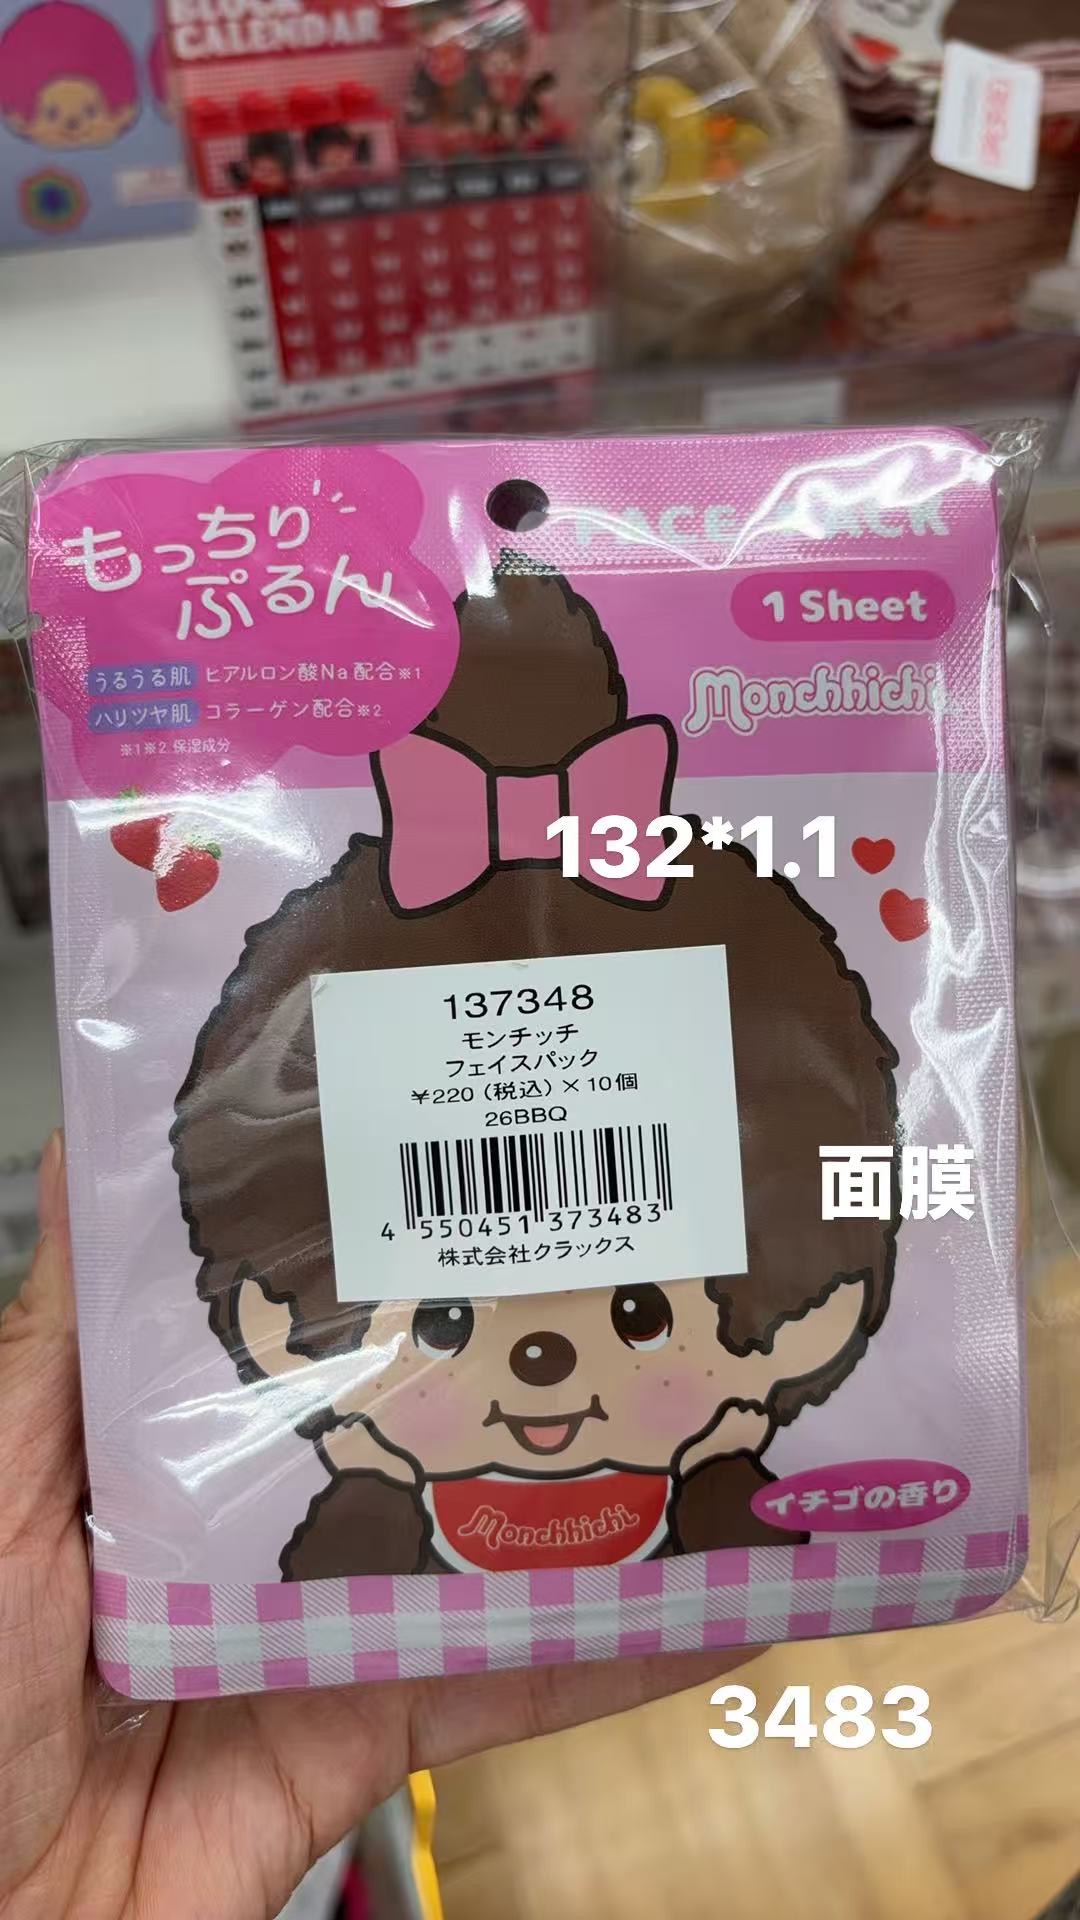 BLOCK
CALENDAR
もっちり
ぷるん
うるうる肌 ヒアルロン酸Na配合※1
ハリツヤ肌 コラーゲン配合※2
※1※2 保湿成分
FACE PACK
1 Sheet
Monchhichi
132*1.1
137348
モンチッチ
フェイスパック
¥220(税込)×10個
26BBQ
4 550451 373483
株式会社クラックス
面膜
Monchhichi
イチゴの香り
3483